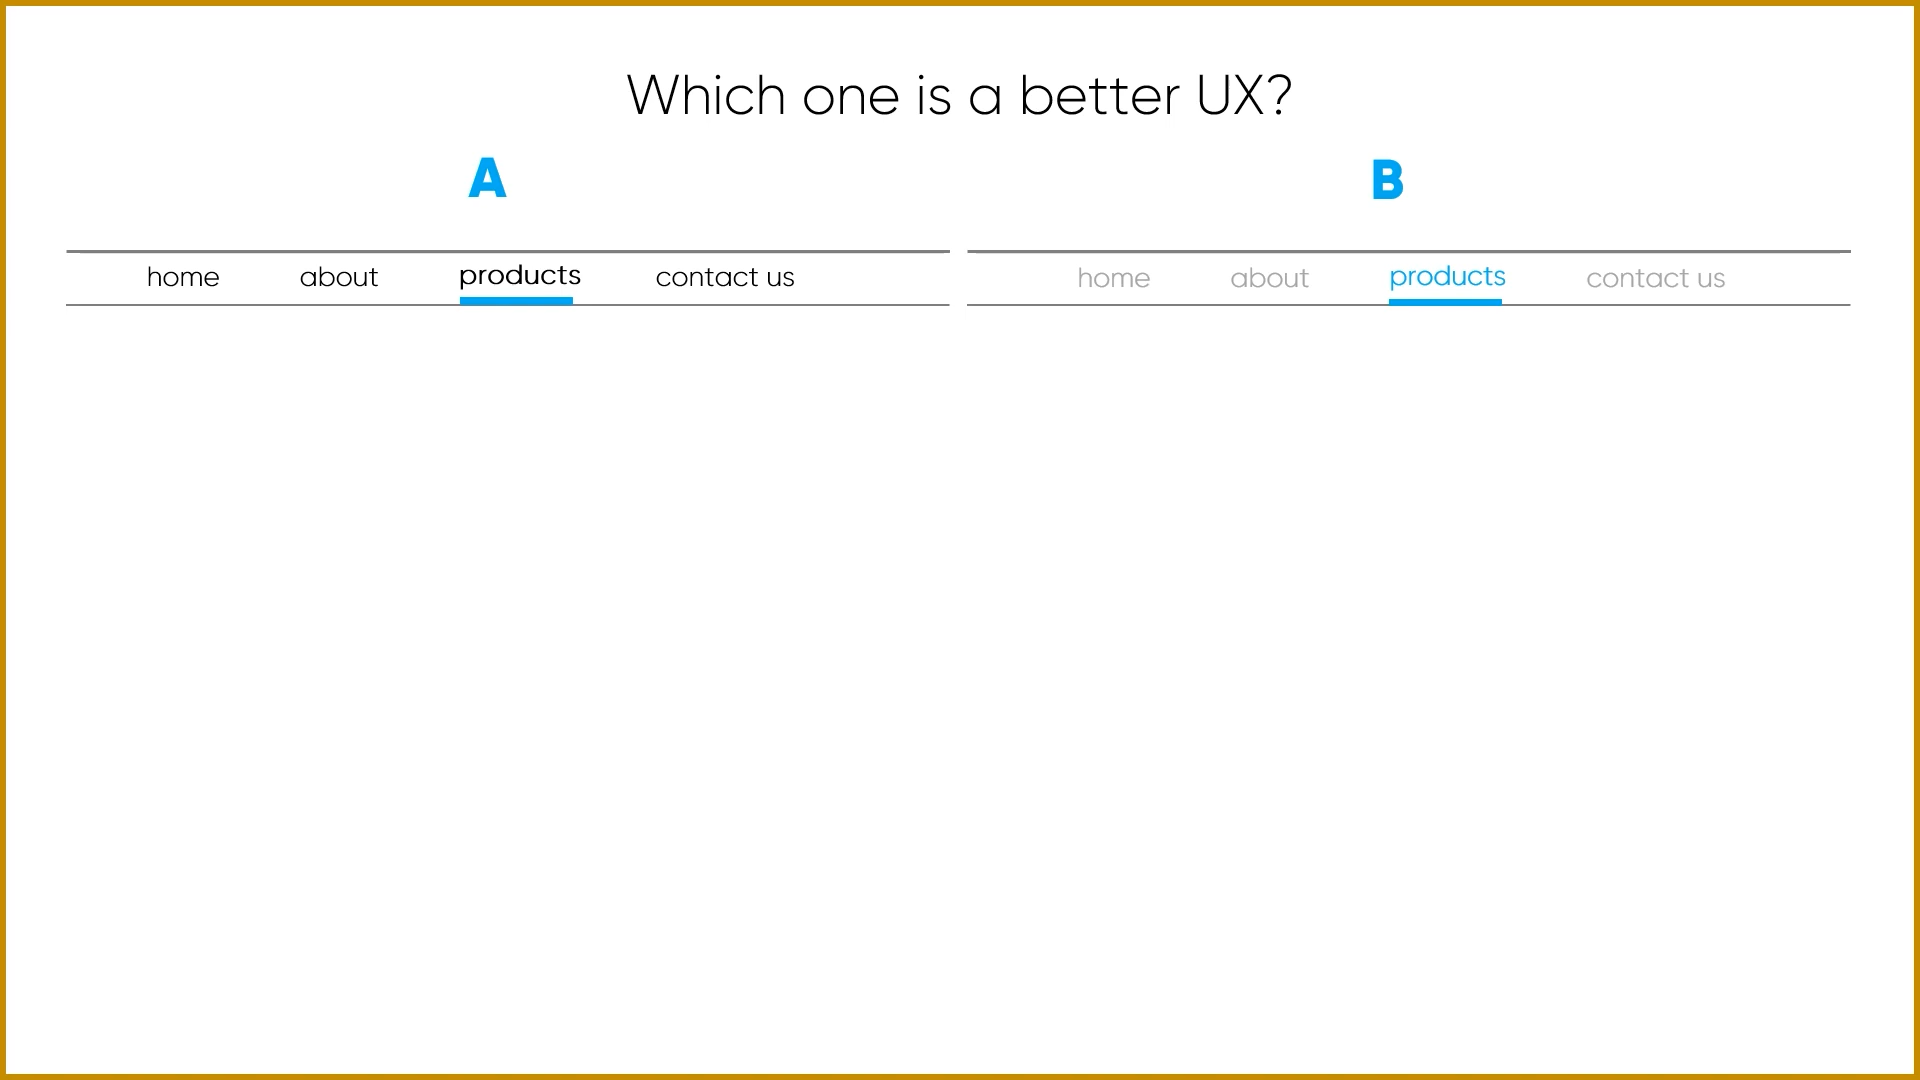 Which one is a better UX?
A
B
home about products contact us
home about products contact us